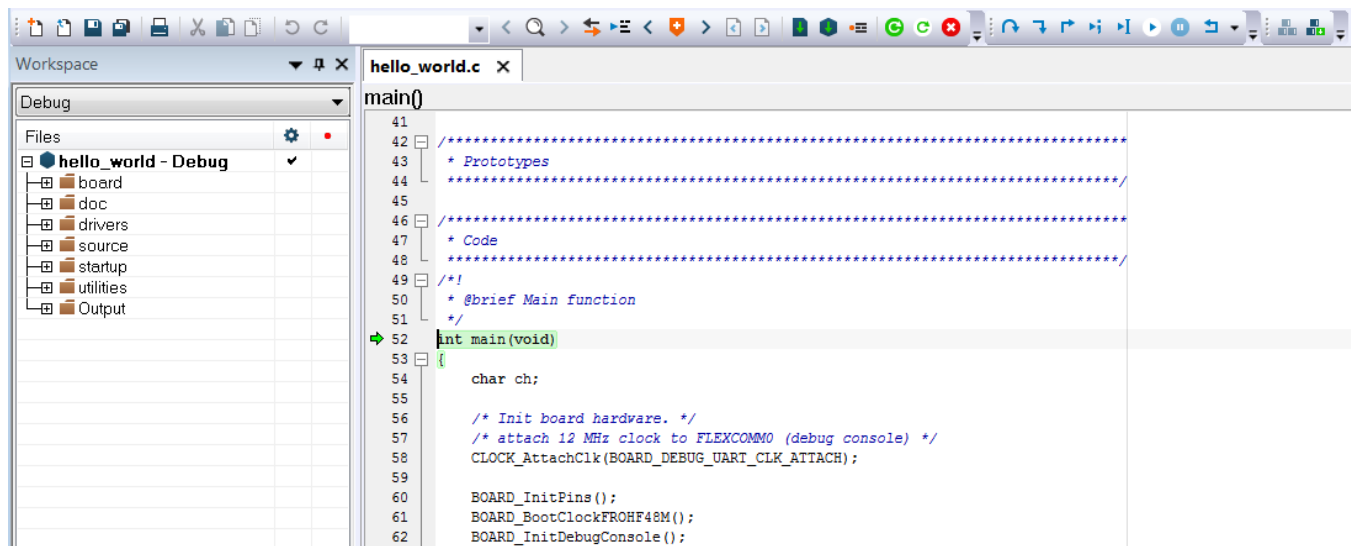 Workspace
Debug
Files
hello_world - Debug
board
doc
drivers
source
startup
utilities
Output
hello_world.c
main()
41
42 /*******************************************************************************
43 * Prototypes
44 ******************************************************************************/
45
46 /*******************************************************************************
47 * Code
48 ******************************************************************************/
49 /*!
50 * @brief Main function
51 */
52 int main(void)
53 {
54 char ch;
55
56 /* Init board hardware. */
57 /* attach 12 MHz clock to FLEXCOMM0 (debug console) */
58 CLOCK_AttachClk(BOARD_DEBUG_UART_CLK_ATTACH);
59
60 BOARD_InitPins();
61 BOARD_BootClockFROHF48M();
62 BOARD_InitDebugConsole();